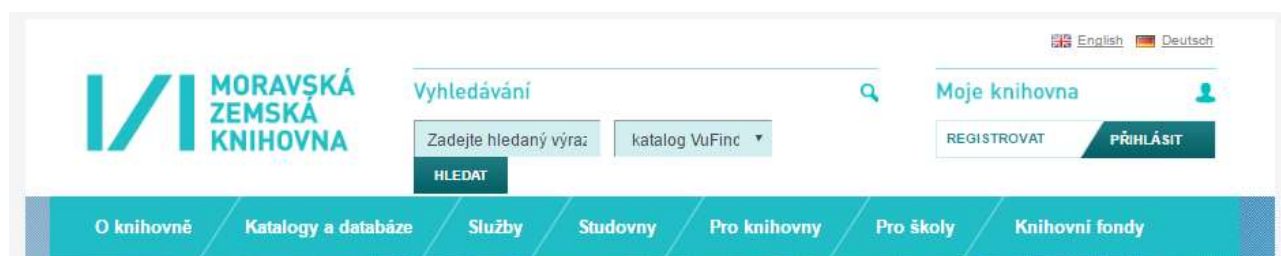 English Deutsch
MORAVSKÁ
ZEMSKÁ
KNIHOVNA
Vyhledávání
Zadejte hledaný výraz katalog VuFinc
HLEDAT
Moje knihovna
REGISTROVAT PŘIHLÁSIT
O knihovně Katalogy a databáze Služby Studovny Pro knihovny Pro školy Knihovní fondy